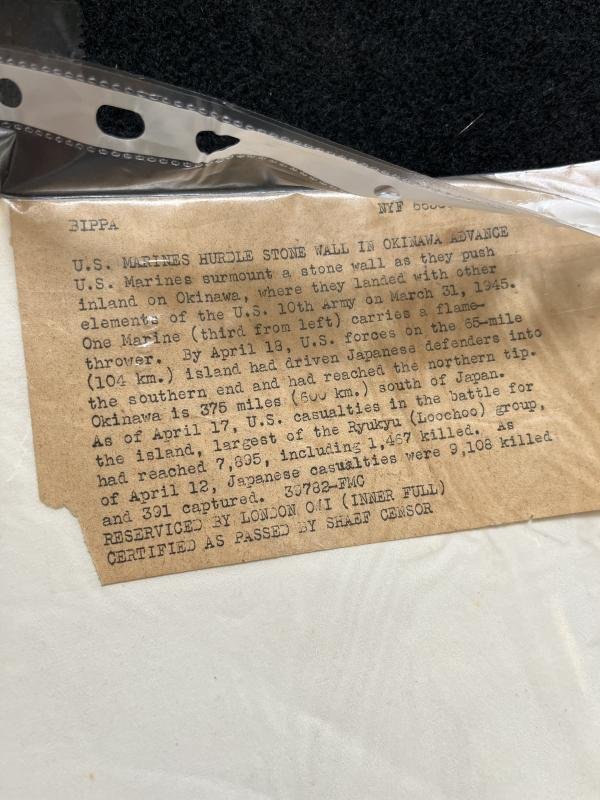 NYF
BIPPA
U.S. MARINES HURDLE STONE WALL IN OKINAWA ADVANCE
U.S. Marines surmount a stone wall as they push
inland on Okinawa, where they landed with other
elements of the U.S. 10th Army on March 31, 1945.
One Marine (third from left) carries a flame-
thrower. By April 18, U.S. forces on the 65-mile
(104 km.) island had driven Japanese defenders into
the southern end and had reached the northern tip.
Okinawa is 375 miles (600 km.) south of Japan.
As of April 17, U.S. casualties in the battle for
the island, largest of the Ryukyu (Loochoo) group,
had reached 7,895, including 1,467 killed. As
of April 12, Japanese casualties were 9,108 killed
and 391 captured. 39782-FMC
RESERVICED BY LONDON OWI (INNER FULL)
CERTIFIED AS PASSED BY SHAEF CENSOR